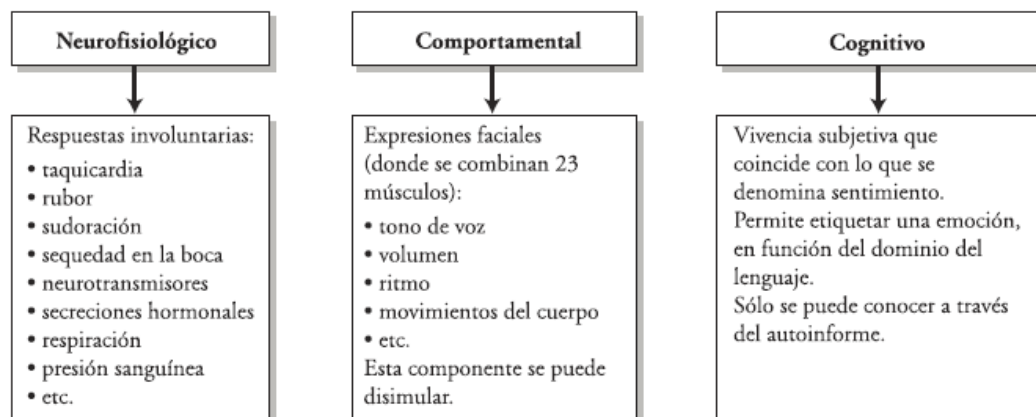 Neurofisiológico
Respuestas involuntarias:
• taquicardia
• rubor
• sudoración
• sequedad en la boca
• neurotransmisores
• secreciones hormonales
• respiración
• presión sanguínea
• etc.
Comportamental
Expresiones faciales
(donde se combinan 23
músculos):
• tono de voz
• volumen
• ritmo
• movimientos del cuerpo
• etc.
Esta componente se puede
disimular.
Cognitivo
Vivencia subjetiva que
coincide con lo que se
denomina sentimiento.
Permite etiquetar una emoción,
en función del dominio del
lenguaje.
Sólo se puede conocer a través
del autoinforme.